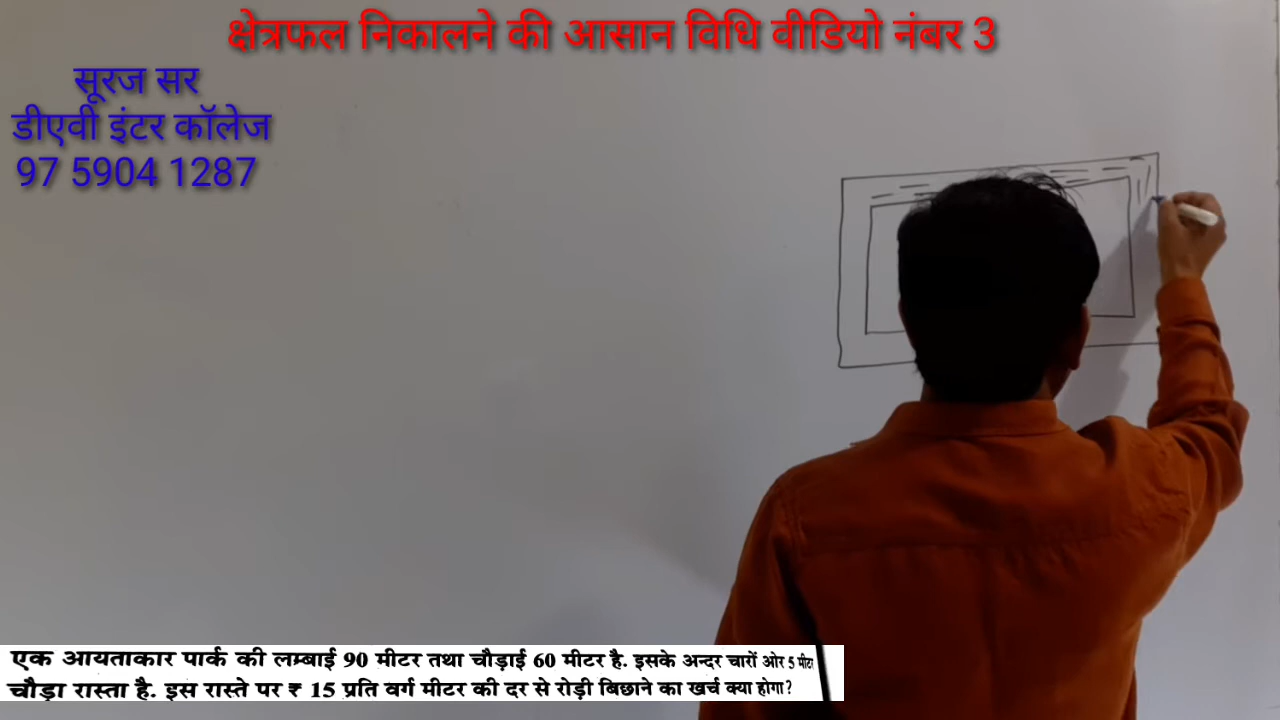 क्षेत्रफल निकालने की आसान विधि वीडियो नंबर 3
सूरज सर
डीएवी इंटर कॉलेज
97 5904 1287
एक आयताकार पार्क की लम्बाई 90 मीटर तथा चौड़ाई 60 मीटर है. इसके अन्दर चारों ओर 5 मीटर
चौड़ा रास्ता है. इस रास्ते पर ₹ 15 प्रति वर्ग मीटर की दर से रोड़ी बिछाने का खर्च क्या होगा?